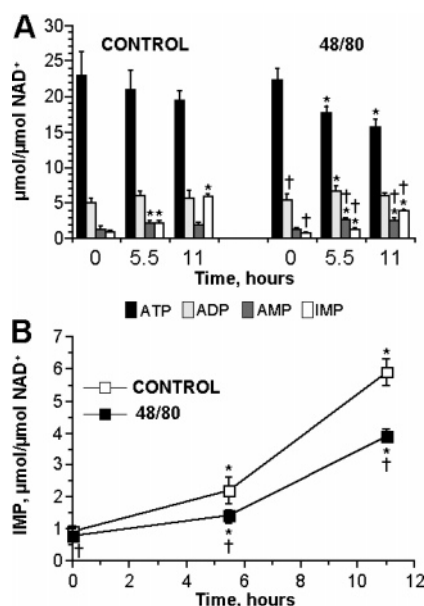 A
CONTROL 48/80
µmol/µmol NAD⁺
30
25
20
15
10
5
0
† † * * † * † * * † * † *
* * *
0 5.5 11 0 5.5 11
Time, hours
ATP ADP AMP IMP
B
IMP, µmol/µmol NAD⁺
7
6
5
4
3
2
1
0
CONTROL
48/80
* *
† * † * †
0 2 4 6 8 10 12
Time, hours